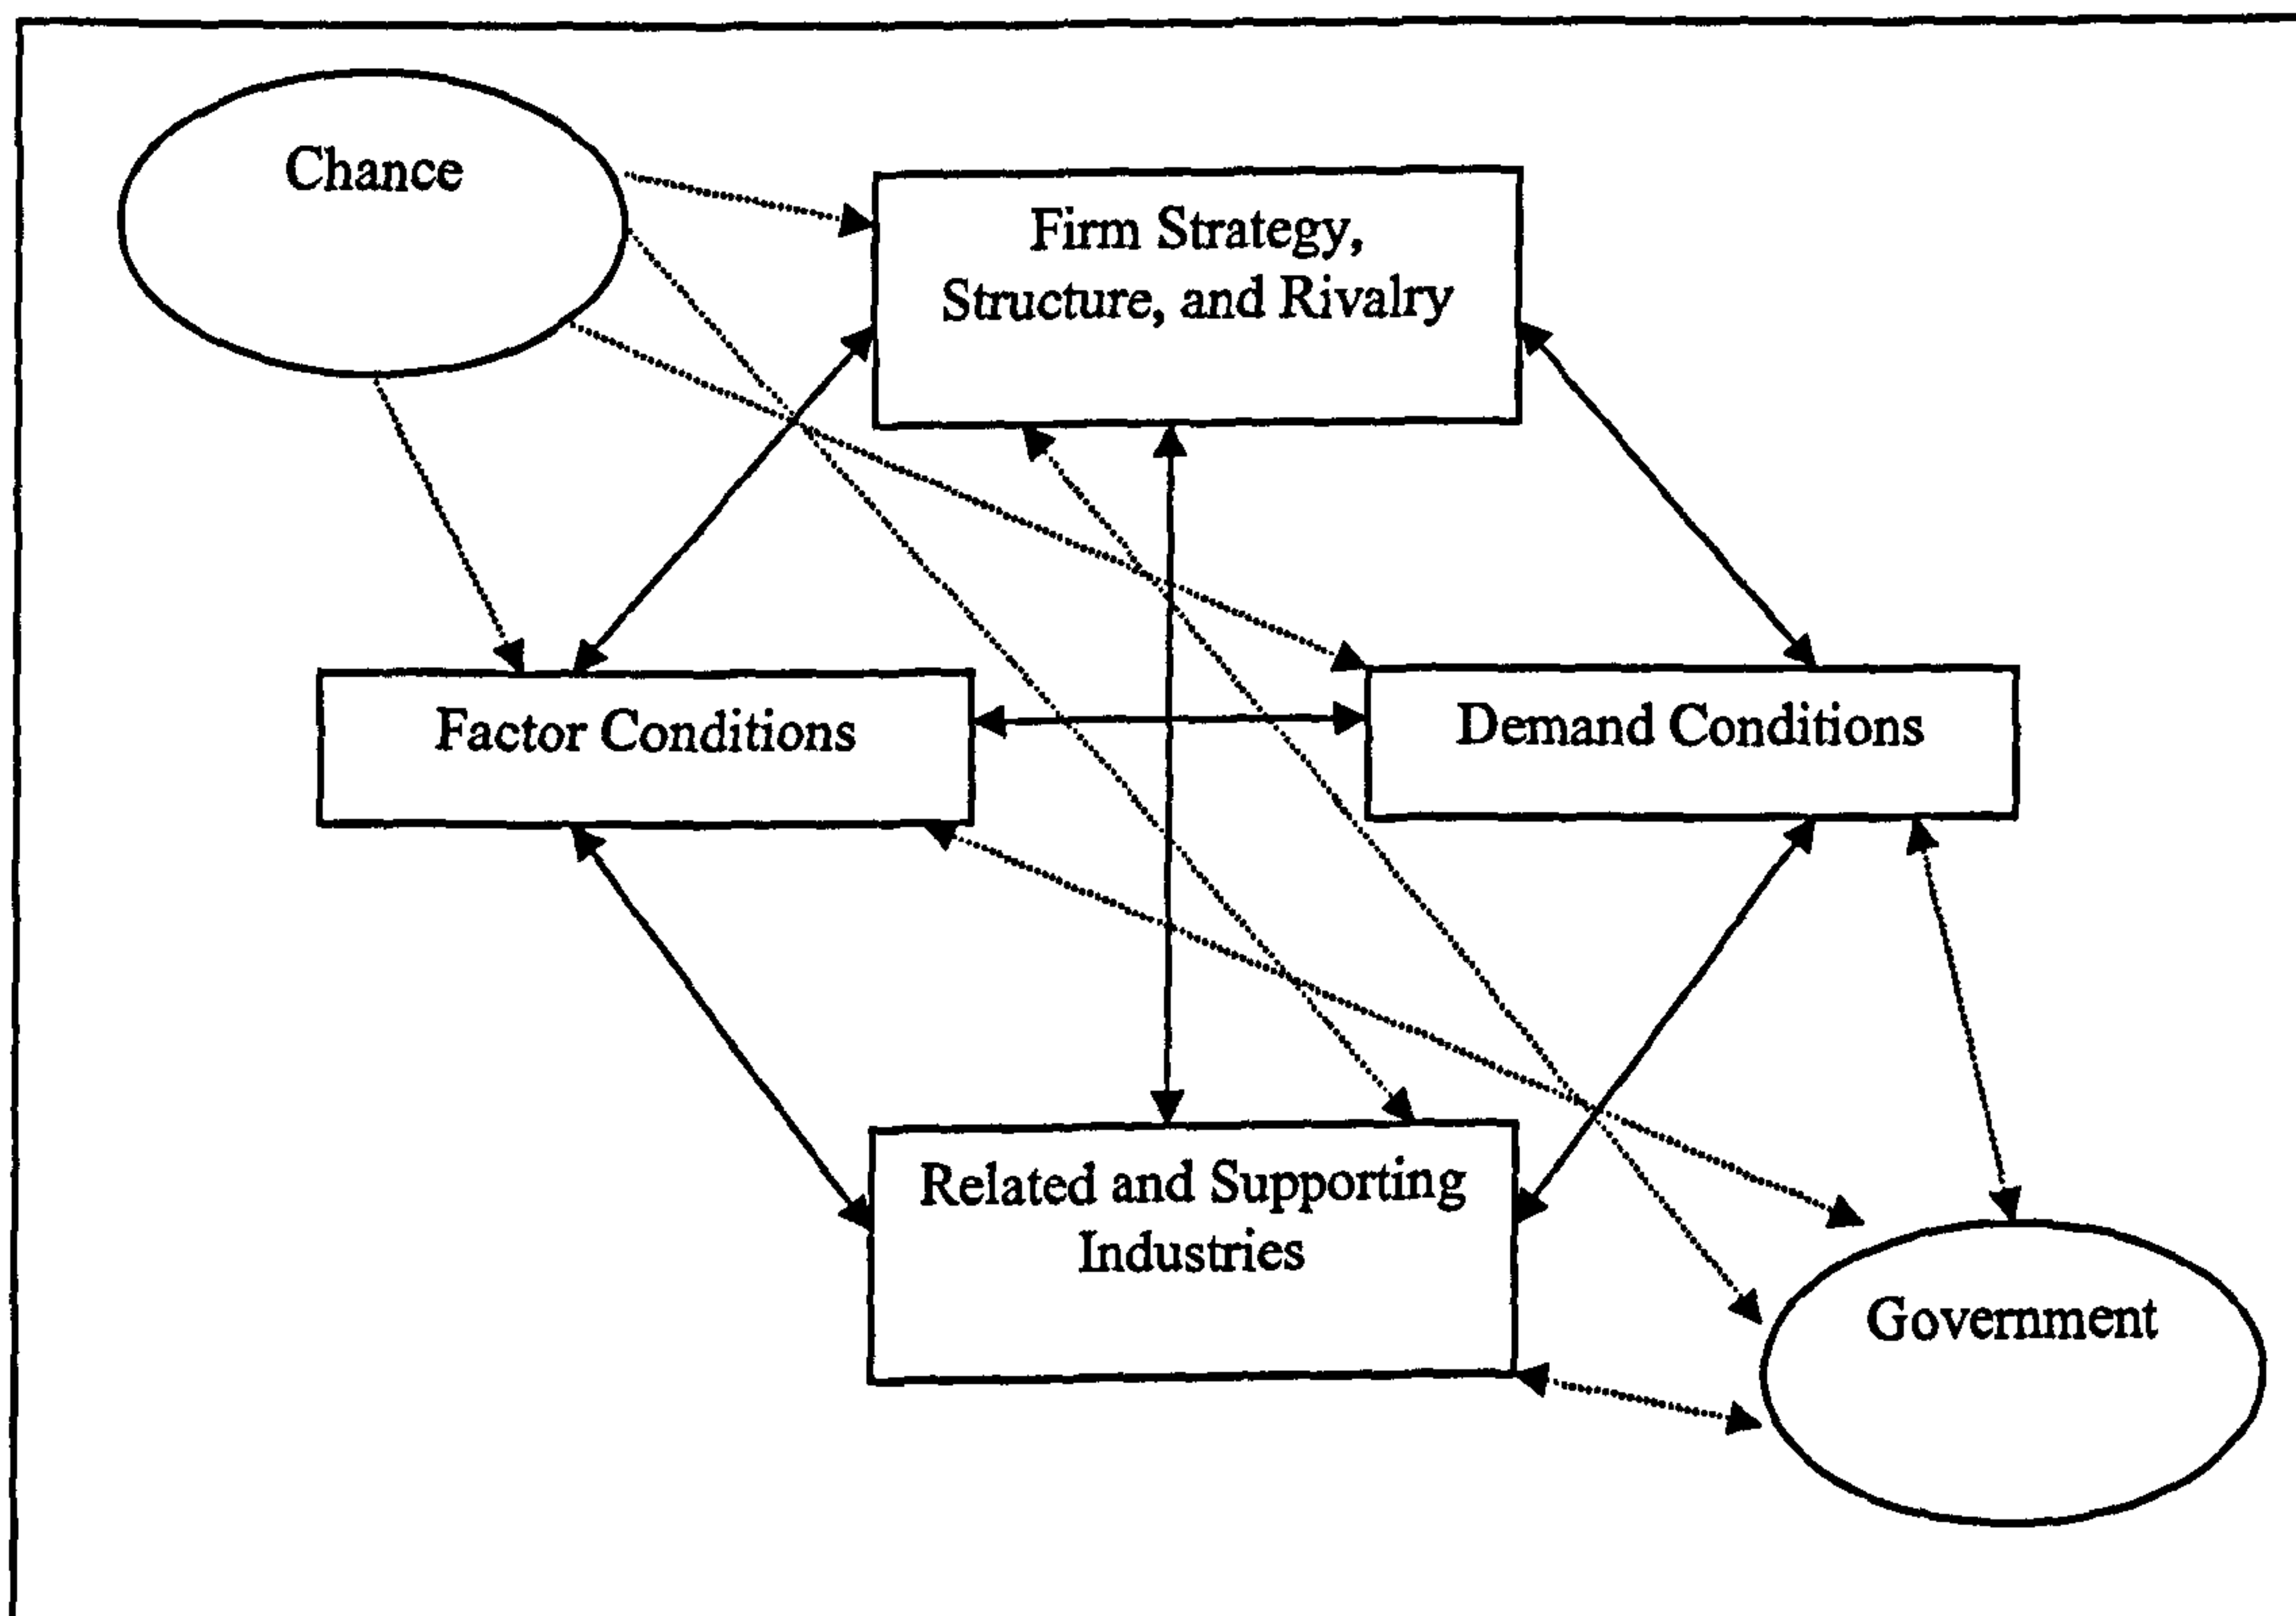 Chance
Firm Strategy,
Structure, and Rivalry
Factor Conditions
Demand Conditions
Related and Supporting
Industries
Government